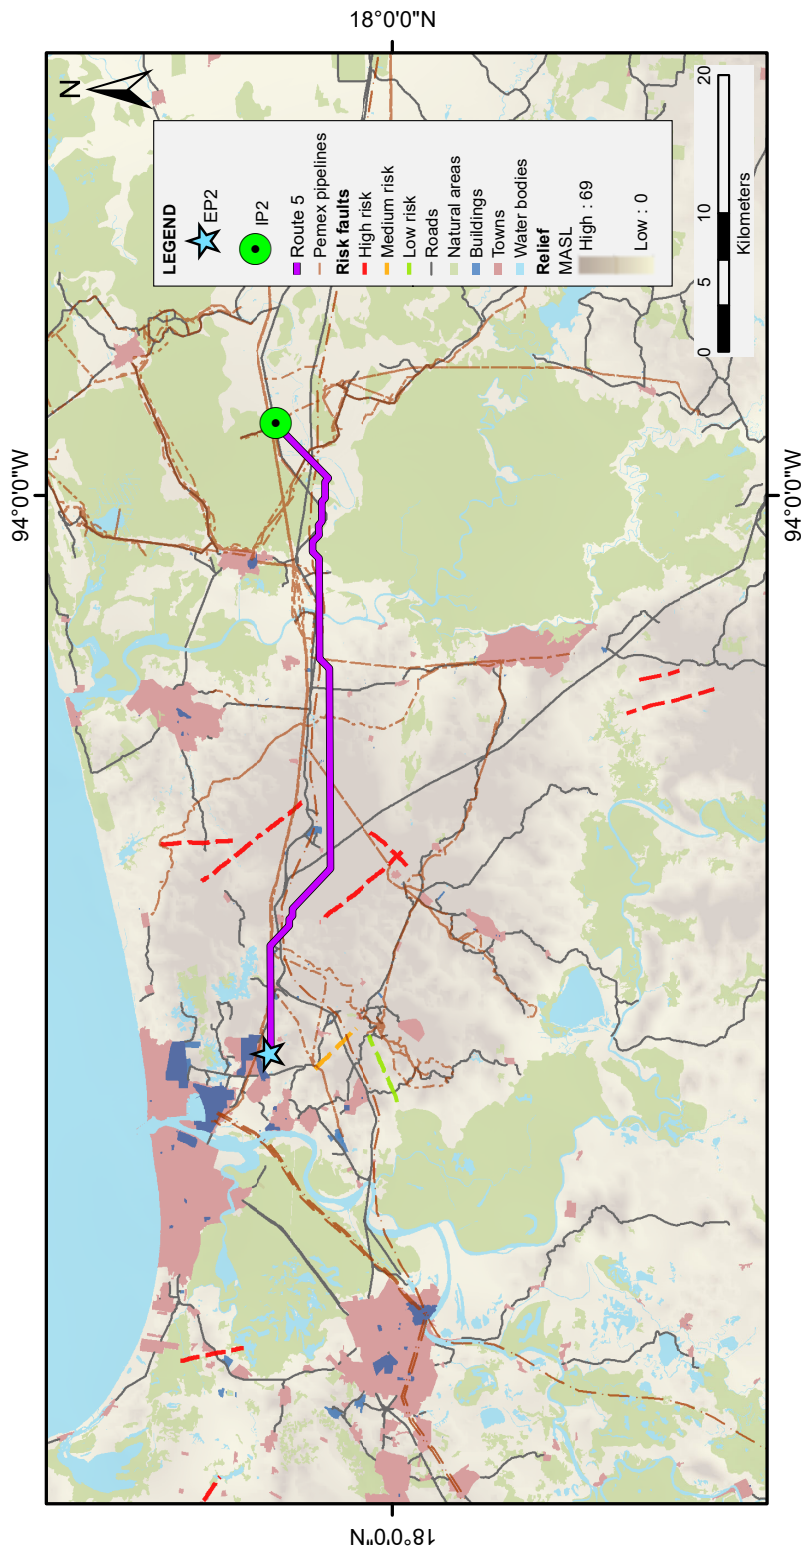 18°0'0"N
94°0'0"W
94°0'0"W
18°0'0"N
N
LEGEND
EP2
IP2
Route 5
Pemex pipelines
Risk faults
High risk
Medium risk
Low risk
Roads
Natural areas
Buildings
Towns
Water bodies
Relief
MASL
High : 69
Low : 0
0 5 10 20
Kilometers